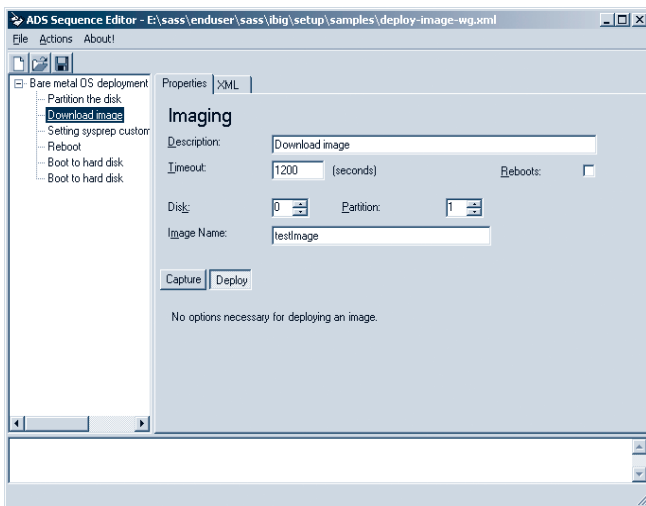 ADS Sequence Editor - E:\sass\enduser\sass\ibig\setup\samples\deploy-image-wg.xml
File Actions About!
Bare metal OS deployment
Partition the disk
Download image
Setting sysprep custom
Reboot
Boot to hard disk
Boot to hard disk
Properties XML
Imaging
Description: Download image
Timeout: 1200 (seconds) Reboots:
Disk: 0 Partition: 1
Image Name: testImage
Capture Deploy
No options necessary for deploying an image.